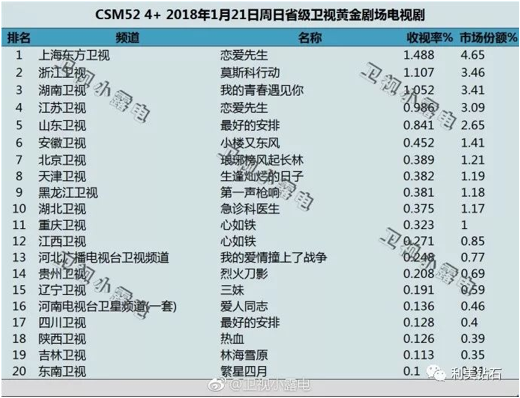 CSM52 4+ 2018年1月21日周日省级卫视黄金剧场电视剧
排名 频道 名称 收视率% 市场份额%
1 上海东方卫视 恋爱先生 1.488 4.65
2 浙江卫视 莫斯科行动 1.107 3.46
3 湖南卫视 我的青春遇见你 1.052 3.41
4 江苏卫视 恋爱先生 0.986 3.09
5 山东卫视 最好的安排 0.841 2.65
6 安徽卫视 小楼又东风 0.452 1.41
7 北京卫视 琅琊榜风起长林 0.389 1.21
8 天津卫视 生逢灿烂的日子 0.382 1.19
9 黑龙江卫视 第一声枪响 0.381 1.18
10 湖北卫视 急诊科医生 0.375 1.17
11 重庆卫视 心如铁 0.323 1
12 江西卫视 心如铁 0.271 0.85
13 河北广播电视台卫视频道 我的爱情撞上了战争 0.248 0.77
14 贵州卫视 烈火刀影 0.208 0.69
15 辽宁卫视 三妹 0.191 0.59
16 河南电视台卫星频道(一套) 爱人同志 0.136 0.46
17 四川卫视 最好的安排 0.128 0.4
18 陕西卫视 热血 0.126 0.39
19 吉林卫视 林海雪原 0.113 0.35
20 东南卫视 繁星四月 0.1
卫视小露电
卫视小露电
卫视小露电
卫视小露电
@卫视小露电
利美钻石